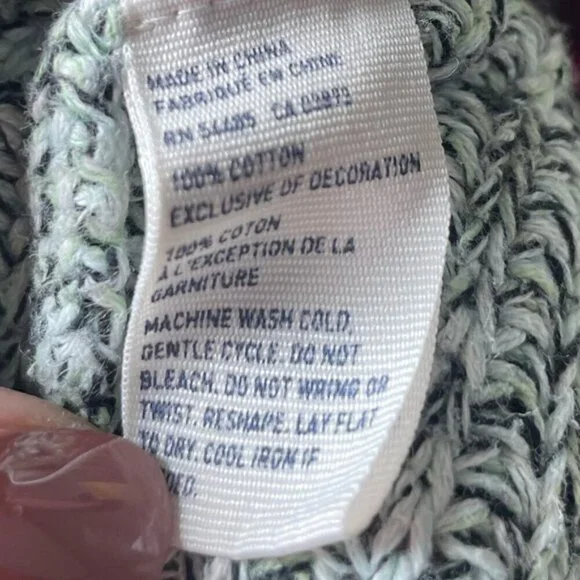 MADE IN CHINA
FABRIQUE EN CHINE
RN 54485 CA
100% COTTON
EXCLUSIVE OF DECORATION
100% COTON
À L'EXCEPTION DE LA
GARNITURE
MACHINE WASH COLD.
GENTLE CYCLE. DO NOT
BLEACH. DO NOT WRING OR
TWIST. RESHAPE. LAY FLAT
TO DRY. COOL IRON IF